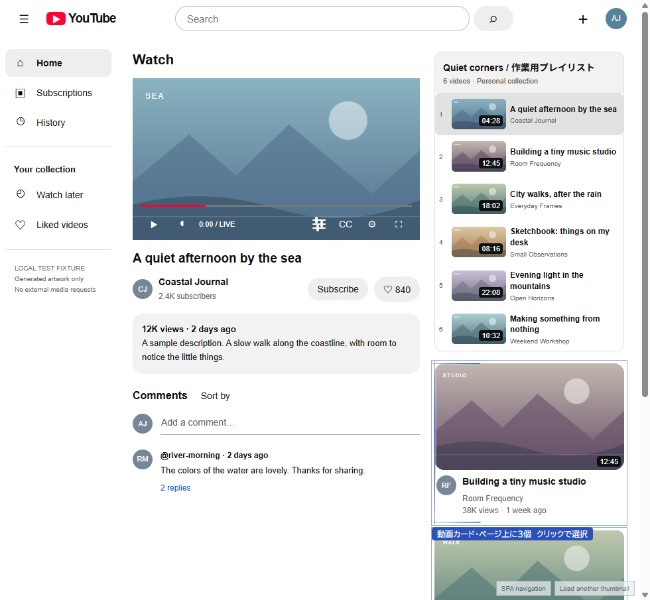 YouTube
Search
AJ
Home
Subscriptions
History
Your collection
Watch later
Liked videos
LOCAL TEST FIXTURE
Generated artwork only
No external media requests
Watch
SEA
0:00 / LIVE
CC
A quiet afternoon by the sea
CJ
Coastal Journal
2.4K subscribers
Subscribe
♡ 840
12K views · 2 days ago
A sample description. A slow walk along the coastline, with room to
notice the little things.
Comments
Sort by
AJ
Add a comment...
RM
@river-morning · 2 days ago
The colors of the water are lovely. Thanks for sharing.
2 replies
Quiet corners / 作業用プレイリスト
6 videos · Personal collection
1
04:28
A quiet afternoon by the sea
Coastal Journal
2
12:45
Building a tiny music studio
Room Frequency
3
18:02
City walks, after the rain
Everyday Frames
4
08:16
Sketchbook: things on my
desk
Small Observations
5
22:08
Evening light in the
mountains
Open Horizons
6
10:32
Making something from
nothing
Weekend Workshop
STUDIO
12:45
RF
Building a tiny music studio
Room Frequency
38K views · 1 week ago
動画カード・ページ上に3個 クリックで選択
WALK
SPA navigation
Load another thumbnail